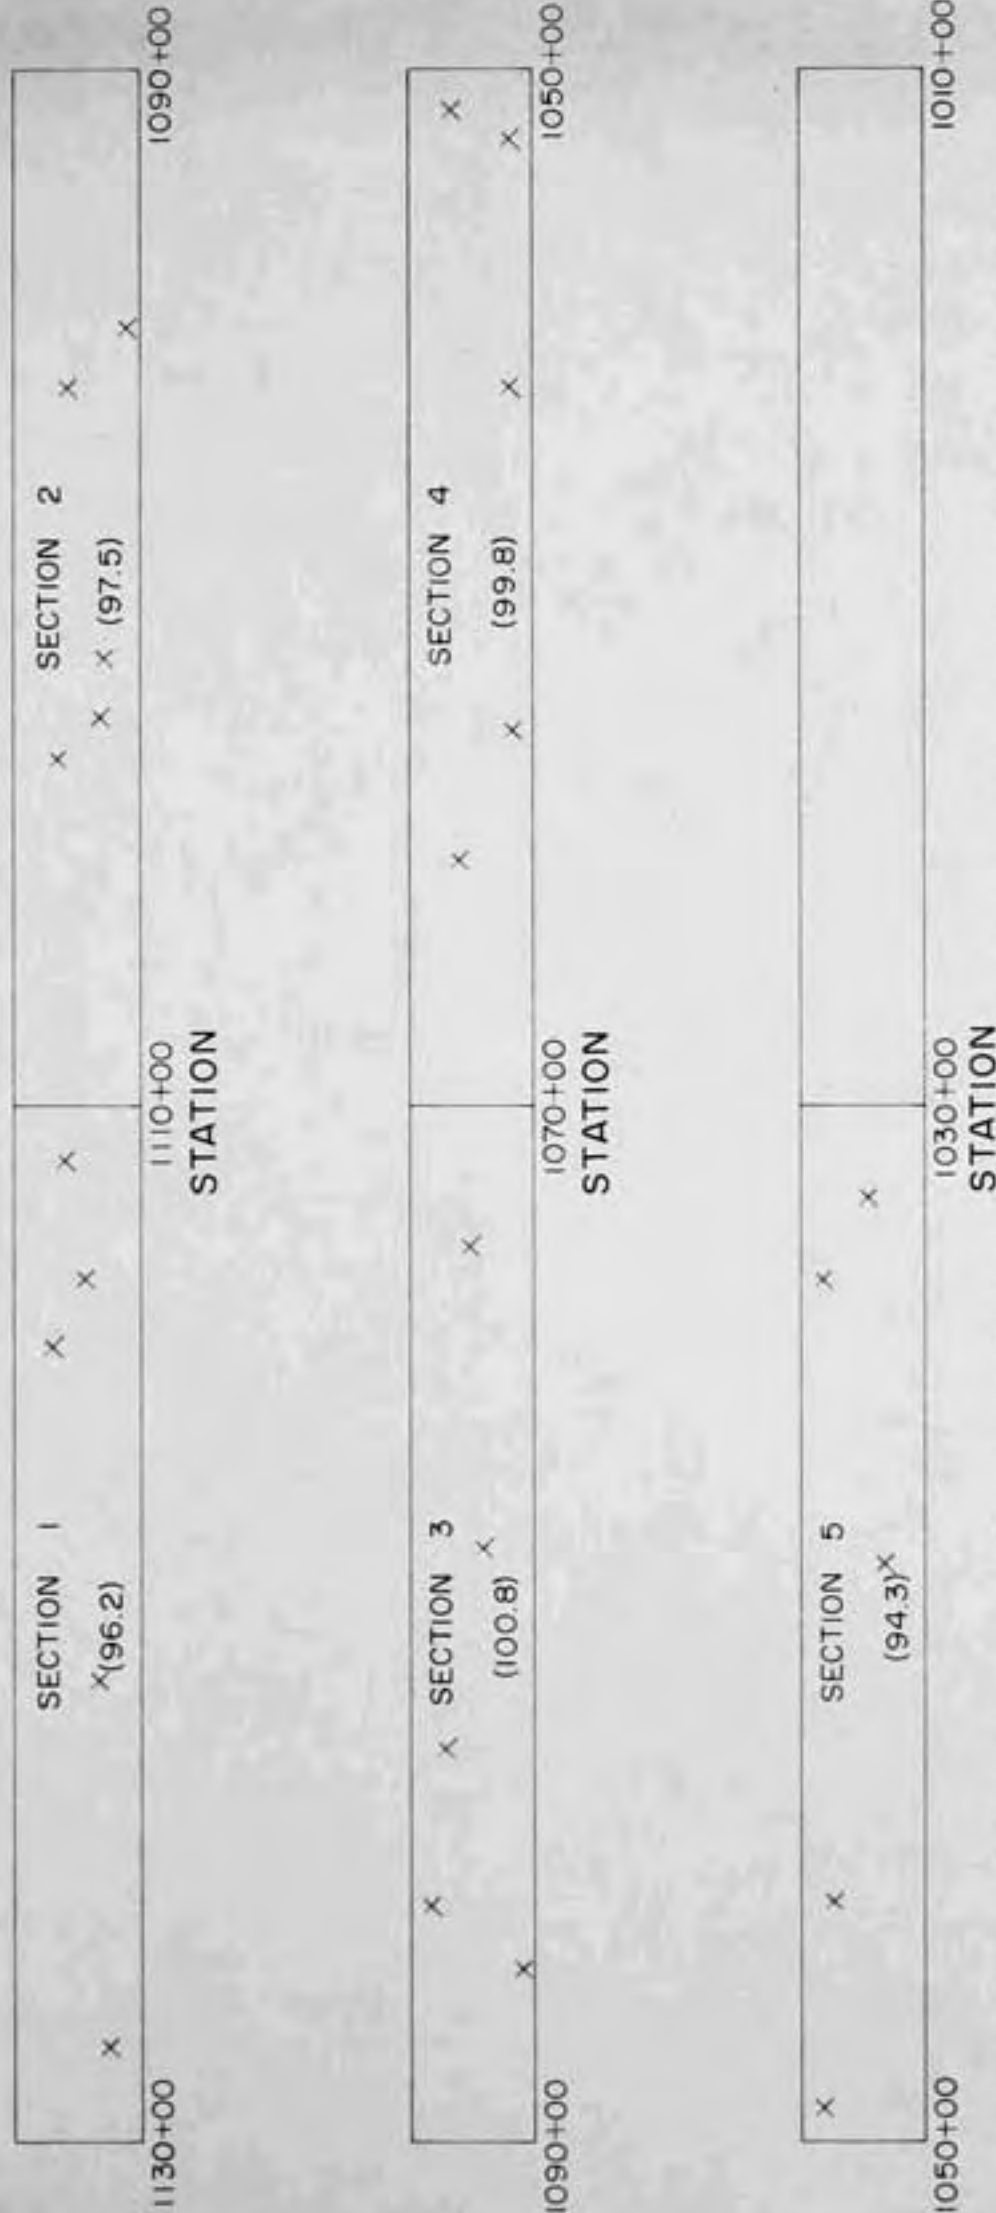 SECTION 1
(96.2)
SECTION 2
(97.5)
1130+00
1110+00
1090+00
STATION
SECTION 3
(100.8)
SECTION 4
(99.8)
1090+00
1070+00
1050+00
STATION
SECTION 5
(94.3)
1050+00
1030+00
1010+00
STATION